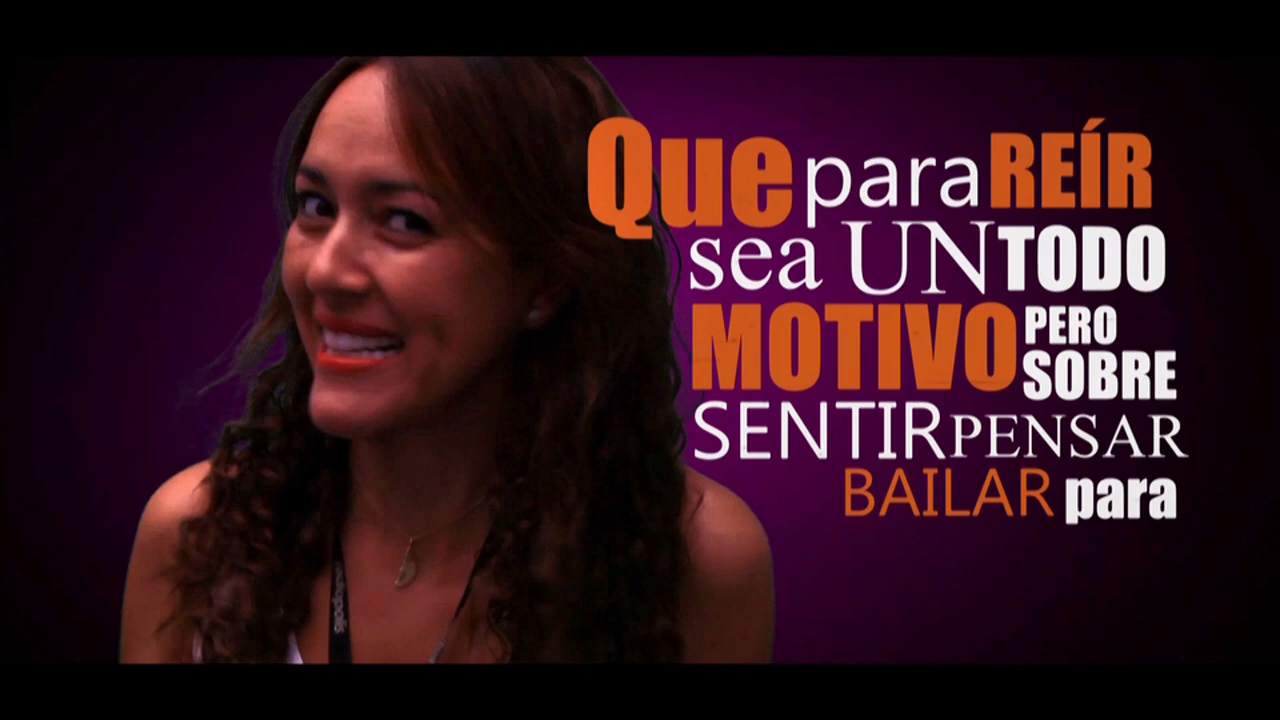 Que para REÍR
sea UN TODO
MOTIVO PERO
SOBRE
SENTIR PENSAR
BAILAR para